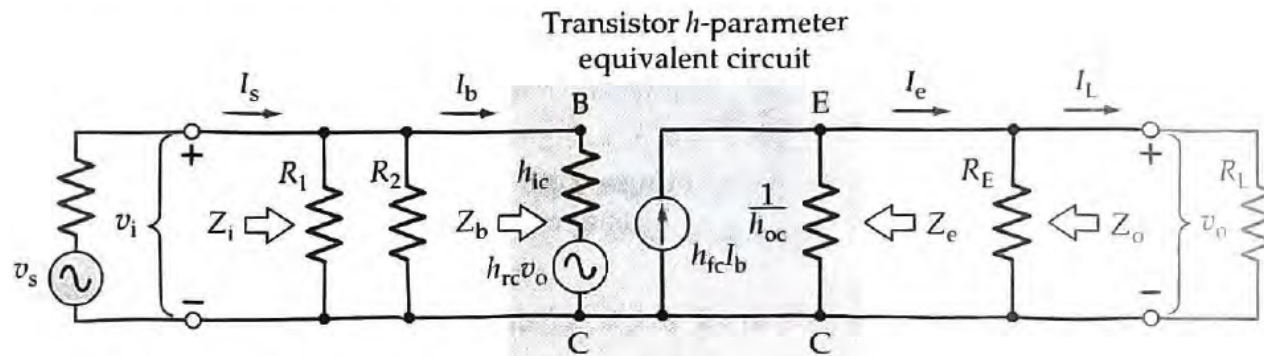 Transistor h-parameter
equivalent circuit
I_s
I_b
B
E
I_e
I_L
+
R_1
R_2
h_ic
R_E
+
R_L
v_i
Z_i
Z_b
1/h_oc
Z_e
Z_o
v_o
v_s
h_rc v_o
h_fc I_b
−
−
C
C